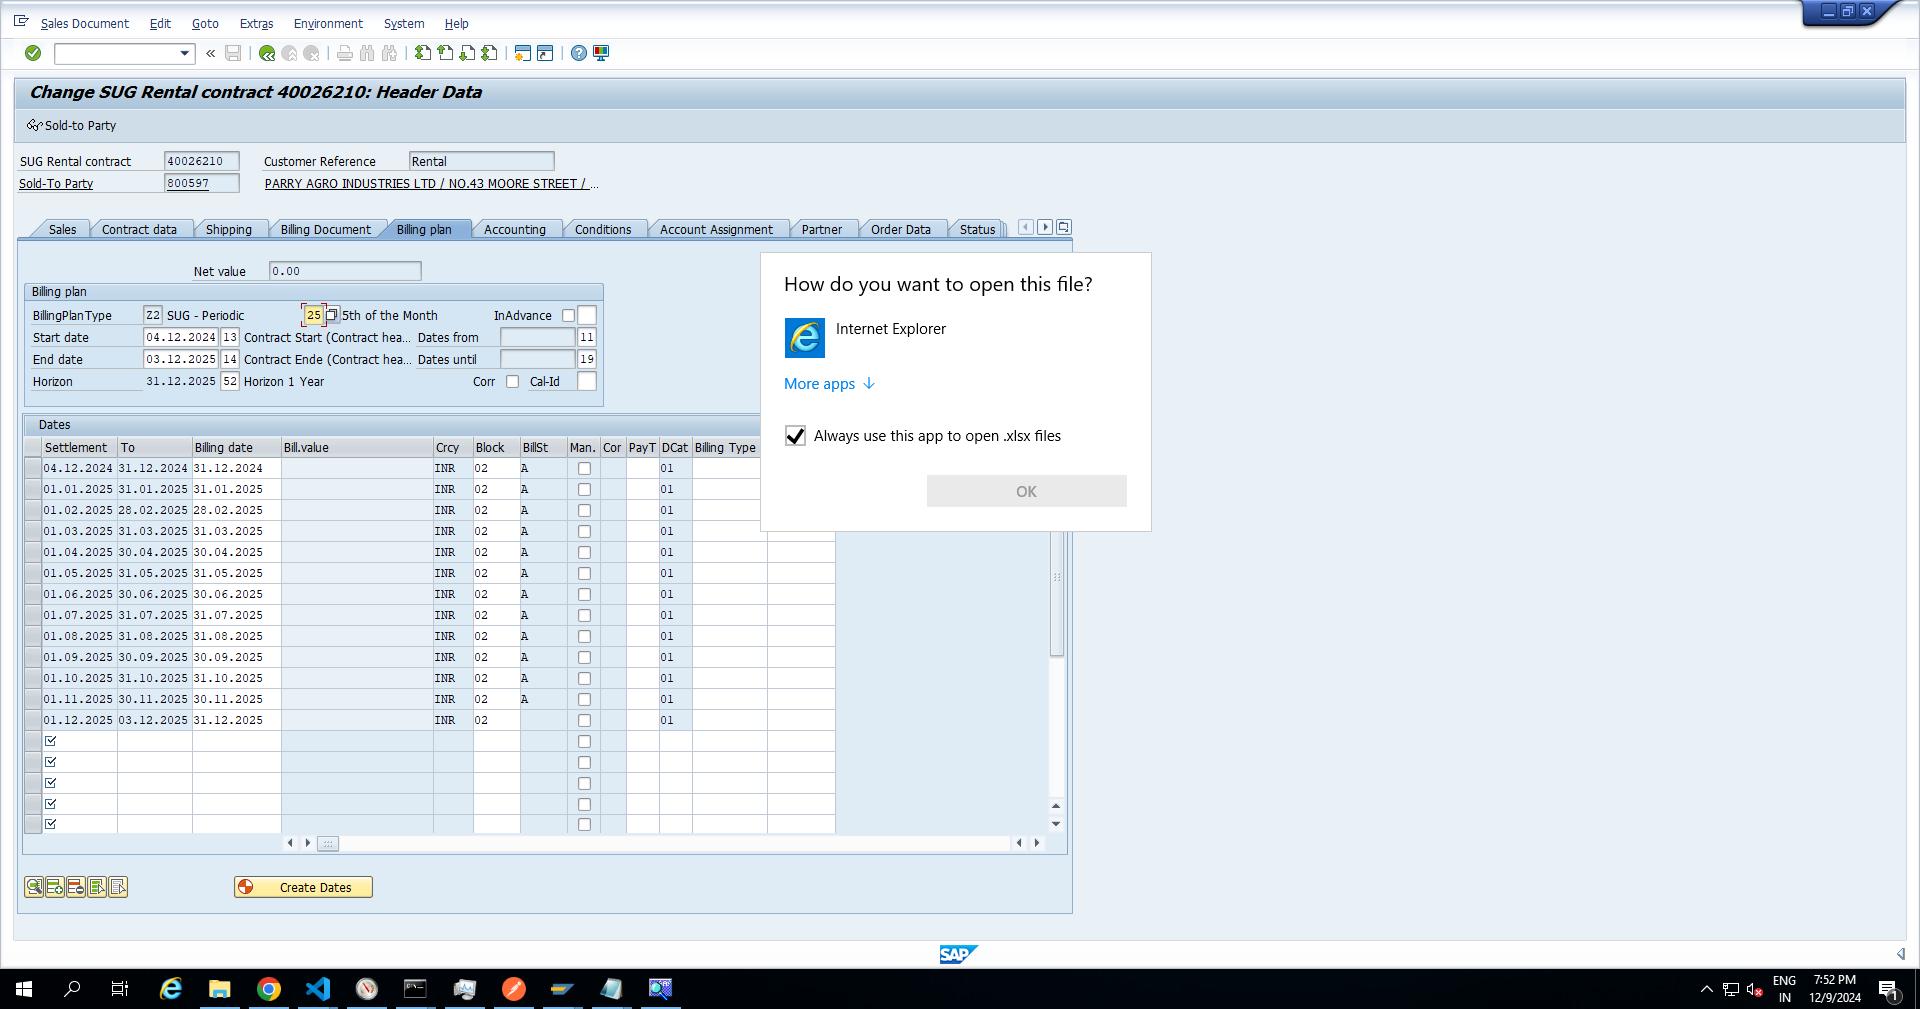 Sales Document Edit Goto Extras Environment System Help
Change SUG Rental contract 40026210: Header Data
Sold-to Party
SUG Rental contract 40026210 Customer Reference Rental
Sold-To Party 800597 PARRY AGRO INDUSTRIES LTD / NO.43 MOORE STREET / ...
Sales Contract data Shipping Billing Document Billing plan Accounting Conditions Account Assignment Partner Order Data Status
Net value 0.00
Billing plan
BillingPlanType Z2 SUG - Periodic 25 5th of the Month InAdvance
Start date 04.12.2024 13 Contract Start (Contract hea... Dates from 11
End date 03.12.2025 14 Contract Ende (Contract hea... Dates until 19
Horizon 31.12.2025 52 Horizon 1 Year Corr Cal-Id
Dates
Settlement To Billing date Bill.value Crcy Block BillSt Man. Cor PayT DCat Billing Type
04.12.2024 31.12.2024 31.12.2024 INR 02 A 01
01.01.2025 31.01.2025 31.01.2025 INR 02 A 01
01.02.2025 28.02.2025 28.02.2025 INR 02 A 01
01.03.2025 31.03.2025 31.03.2025 INR 02 A 01
01.04.2025 30.04.2025 30.04.2025 INR 02 A 01
01.05.2025 31.05.2025 31.05.2025 INR 02 A 01
01.06.2025 30.06.2025 30.06.2025 INR 02 A 01
01.07.2025 31.07.2025 31.07.2025 INR 02 A 01
01.08.2025 31.08.2025 31.08.2025 INR 02 A 01
01.09.2025 30.09.2025 30.09.2025 INR 02 A 01
01.10.2025 31.10.2025 31.10.2025 INR 02 A 01
01.11.2025 30.11.2025 30.11.2025 INR 02 A 01
01.12.2025 03.12.2025 31.12.2025 INR 02 01
Create Dates
How do you want to open this file?
Internet Explorer
More apps
Always use this app to open .xlsx files
OK
SAP
ENG
IN
7:52 PM
12/9/2024
1